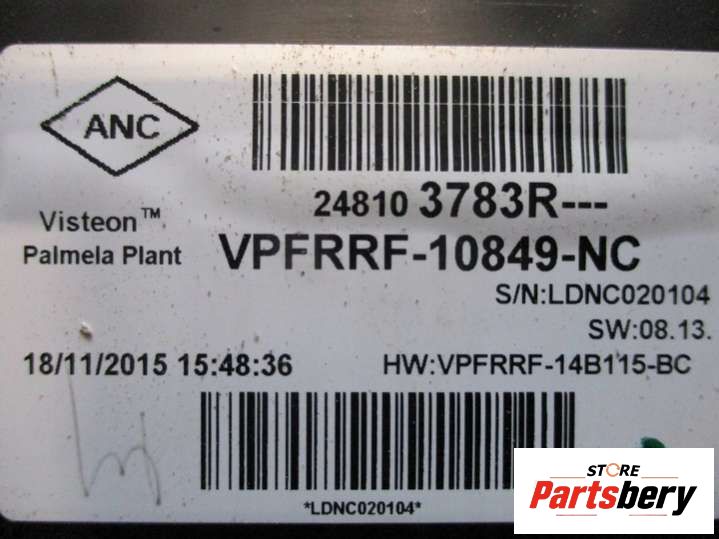 ANC
24810 3783R---
Visteon™
Palmela Plant
VPFRRF-10849-NC
S/N:LDNC020104
SW:08.13.
18/11/2015 15:48:36
HW:VPFRRF-14B115-BC
*LDNC020104*
STORE
Partsbery